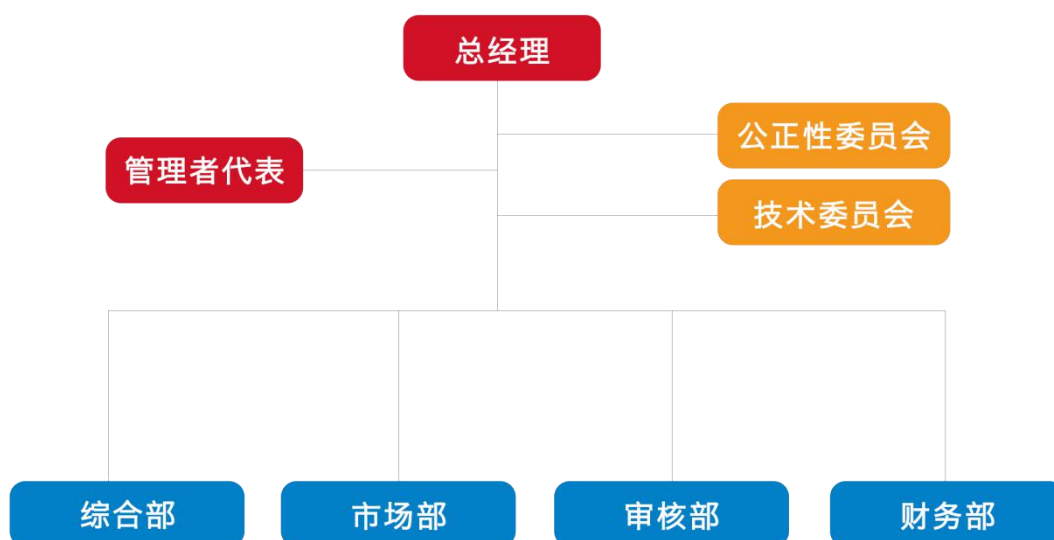 总经理
公正性委员会
管理者代表
技术委员会
综合部
市场部
审核部
财务部